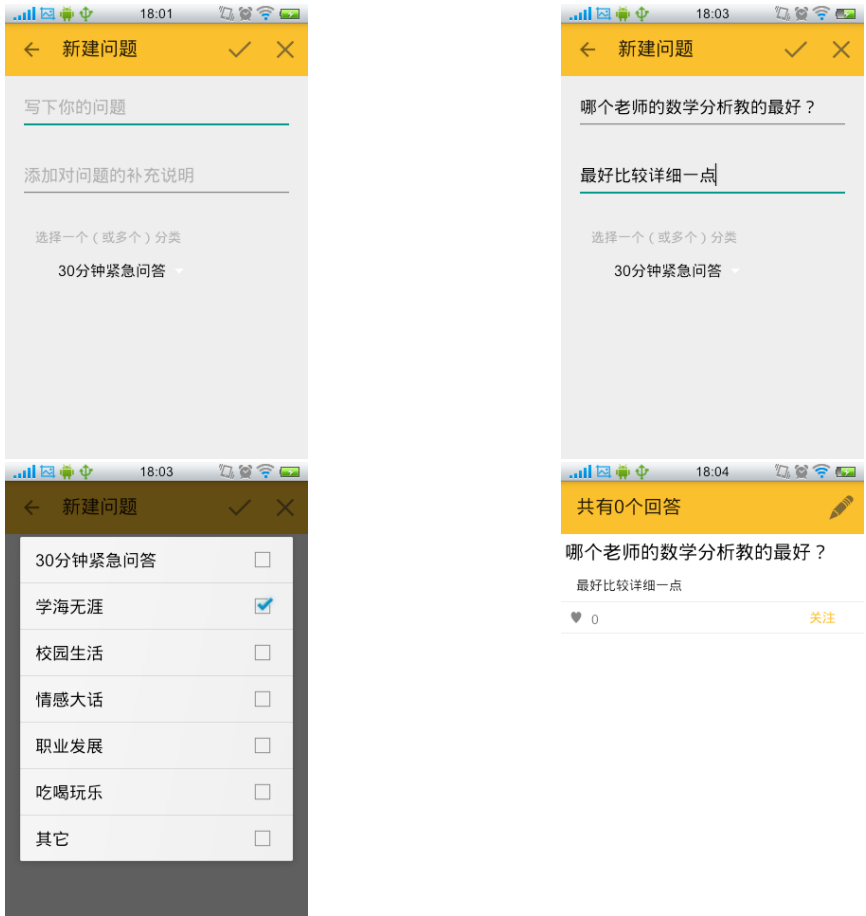 18:01
新建问题
写下你的问题
添加对问题的补充说明
选择一个（或多个）分类
30分钟紧急问答
18:03
新建问题
哪个老师的数学分析教的最好？
最好比较详细一点
选择一个（或多个）分类
30分钟紧急问答
18:03
新建问题
30分钟紧急问答
学海无涯
校园生活
情感大话
职业发展
吃喝玩乐
其它
18:04
共有0个回答
哪个老师的数学分析教的最好？
最好比较详细一点
0 关注